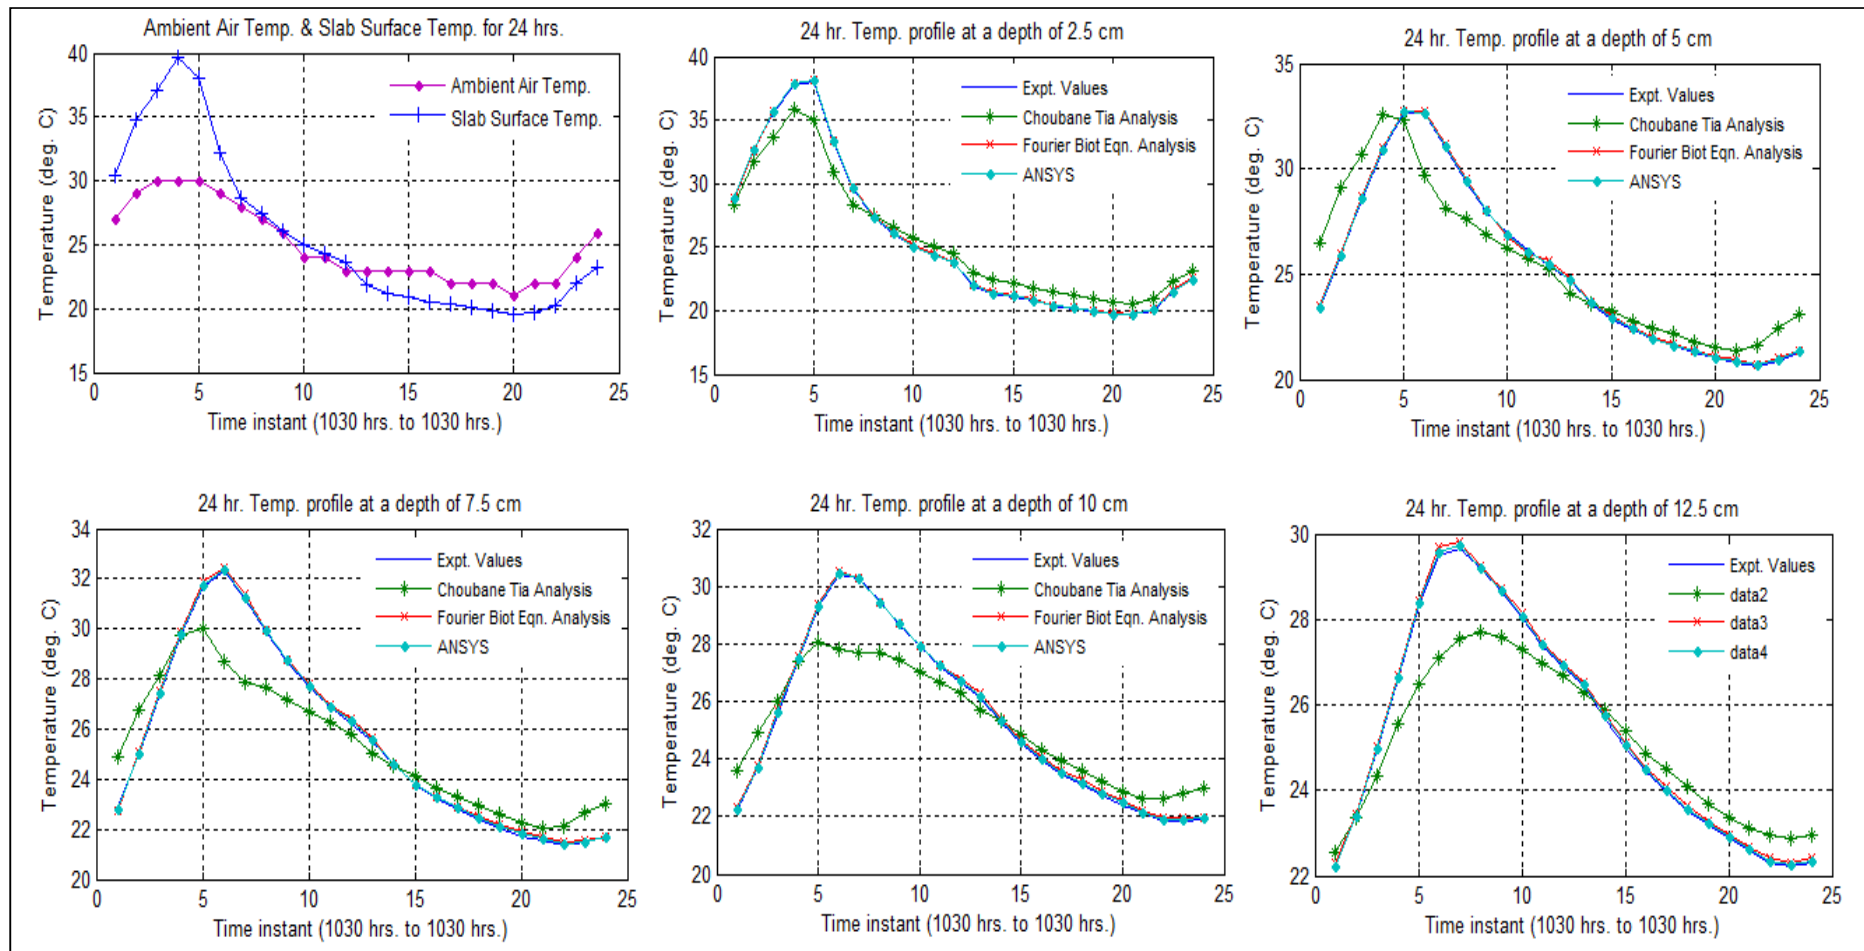 Ambient Air Temp. & Slab Surface Temp. for 24 hrs.
40
35
30
25
20
15
0
5
10
15
20
25
Temperature (deg. C)
Time instant (1030 hrs. to 1030 hrs.)
Ambient Air Temp.
Slab Surface Temp.
24 hr. Temp. profile at a depth of 2.5 cm
40
35
30
25
20
15
0
5
10
15
20
25
Temperature (deg. C)
Time instant (1030 hrs. to 1030 hrs.)
Expt. Values
Choubane Tia Analysis
Fourier Biot Eqn. Analysis
ANSYS
24 hr. Temp. profile at a depth of 5 cm
35
30
25
20
0
5
10
15
20
25
Temperature (deg. C)
Time instant (1030 hrs. to 1030 hrs.)
Expt. Values
Choubane Tia Analysis
Fourier Biot Eqn. Analysis
ANSYS
24 hr. Temp. profile at a depth of 7.5 cm
34
32
30
28
26
24
22
20
0
5
10
15
20
25
Temperature (deg. C)
Time instant (1030 hrs. to 1030 hrs.)
Expt. Values
Choubane Tia Analysis
Fourier Biot Eqn. Analysis
ANSYS
24 hr. Temp. profile at a depth of 10 cm
32
30
28
26
24
22
20
0
5
10
15
20
25
Temperature (deg. C)
Time instant (1030 hrs. to 1030 hrs.)
Expt. Values
Choubane Tia Analysis
Fourier Biot Eqn. Analysis
ANSYS
24 hr. Temp. profile at a depth of 12.5 cm
30
28
26
24
22
0
5
10
15
20
25
Temperature (deg. C)
Time instant (1030 hrs. to 1030 hrs.)
Expt. Values
data2
data3
data4